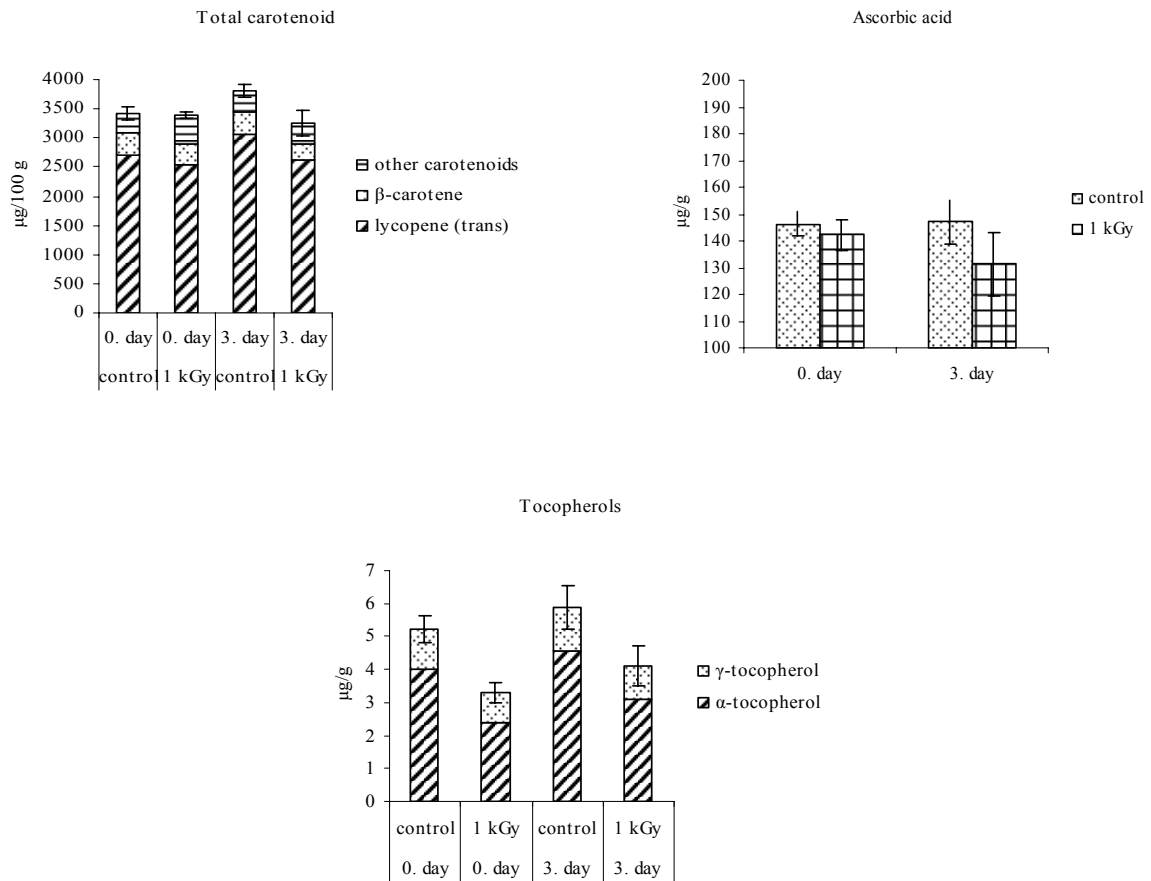 Total carotenoid
4000
3500
3000
2500
2000
1500
1000
500
0
μg/100 g
0. day 0. day 3. day 3. day
control 1 kGy control 1 kGy
other carotenoids
β-carotene
lycopene (trans)
Ascorbic acid
200
190
180
170
160
150
140
130
120
110
100
μg/g
0. day 3. day
control
1 kGy
Tocopherols
7
6
5
4
3
2
1
0
μg/g
control 1 kGy control 1 kGy
0. day 0. day 3. day 3. day
γ-tocopherol
α-tocopherol